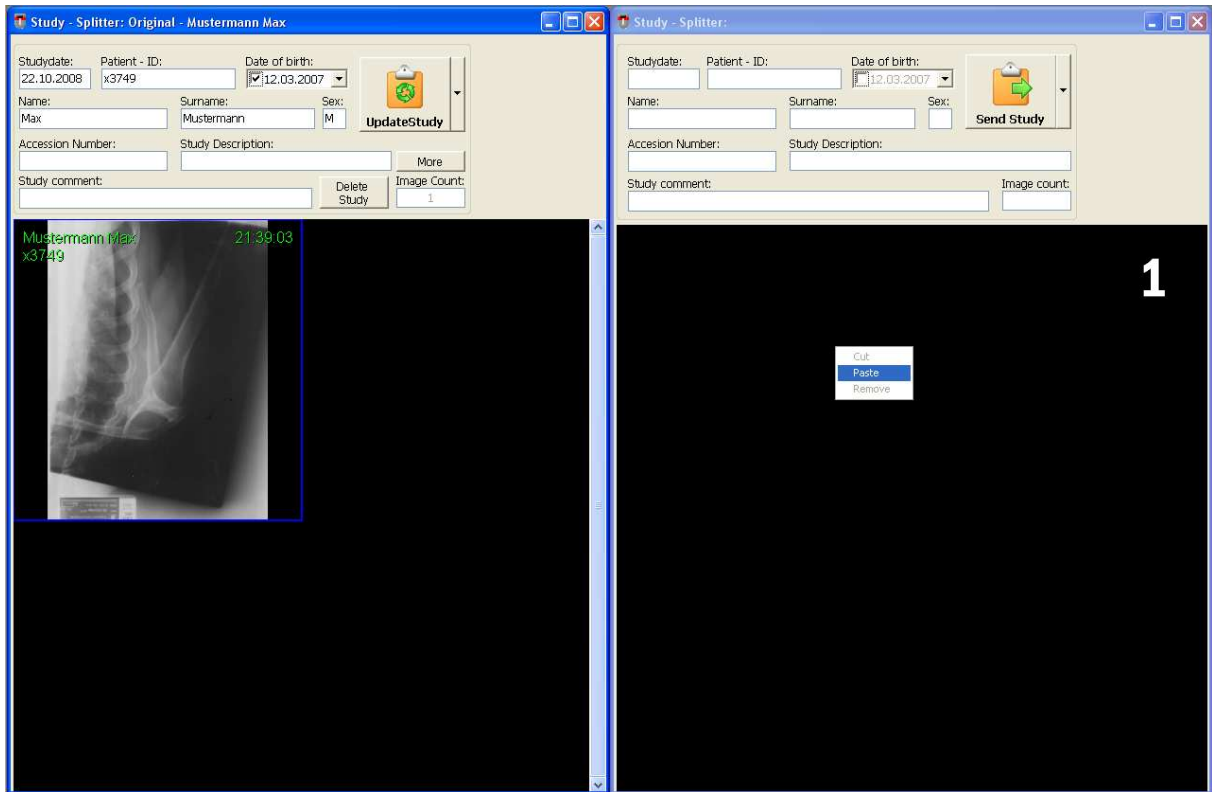 Study - Splitter: Original - Mustermann Max
Studydate: Patient - ID: Date of birth:
22.10.2008 x3749 12.03.2007
Name: Surname: Sex:
Max Mustermann M
UpdateStudy
Accession Number: Study Description:
More
Study comment: Delete Study Image Count:
1
Mustermann Max 21:39:03
x3749
Study - Splitter:
Studydate: Patient - ID: Date of birth:
12.03.2007
Name: Surname: Sex:
Send Study
Accesion Number: Study Description:
Study comment: Image count:
1
Cut
Paste
Remove